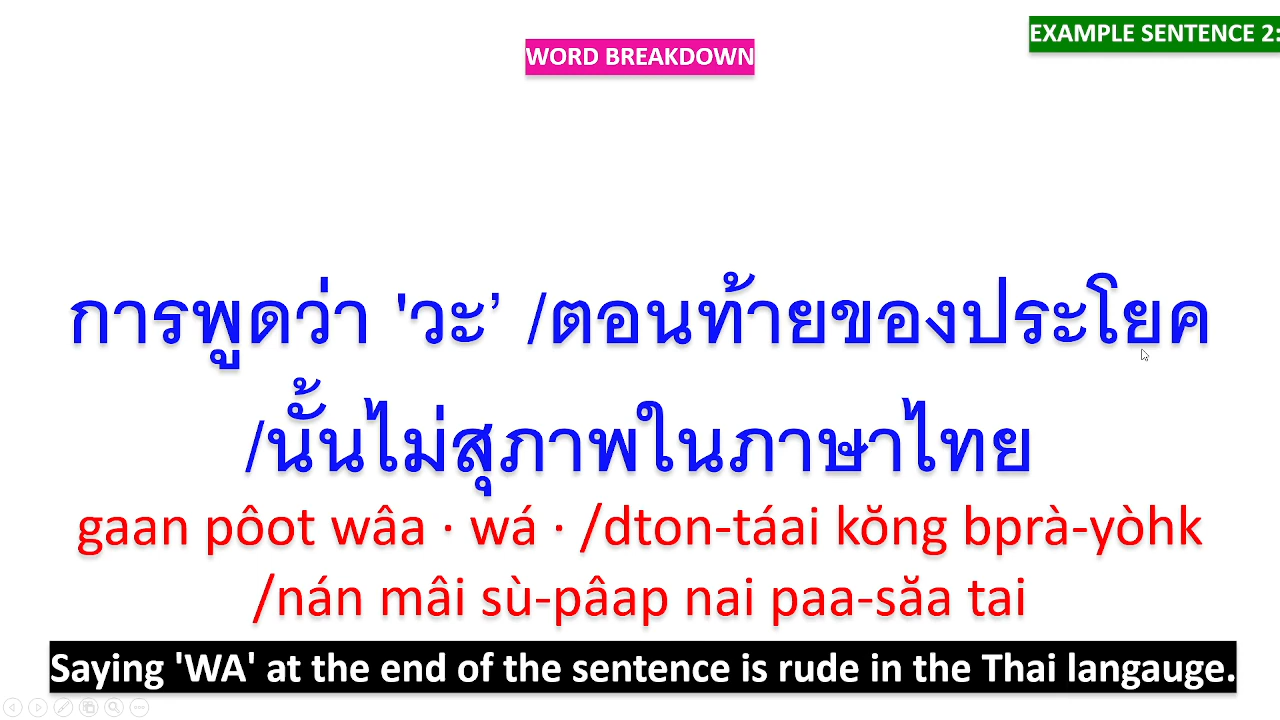 EXAMPLE SENTENCE 2:
WORD BREAKDOWN
การพูดว่า 'วะ’ /ตอนท้ายของประโยค
/นั้นไม่สุภาพในภาษาไทย
gaan pôot wâa · wá · /dton-táai kŏng bprà-yòhk
/nán mâi sù-pâap nai paa-săa tai
Saying 'WA' at the end of the sentence is rude in the Thai langauge.